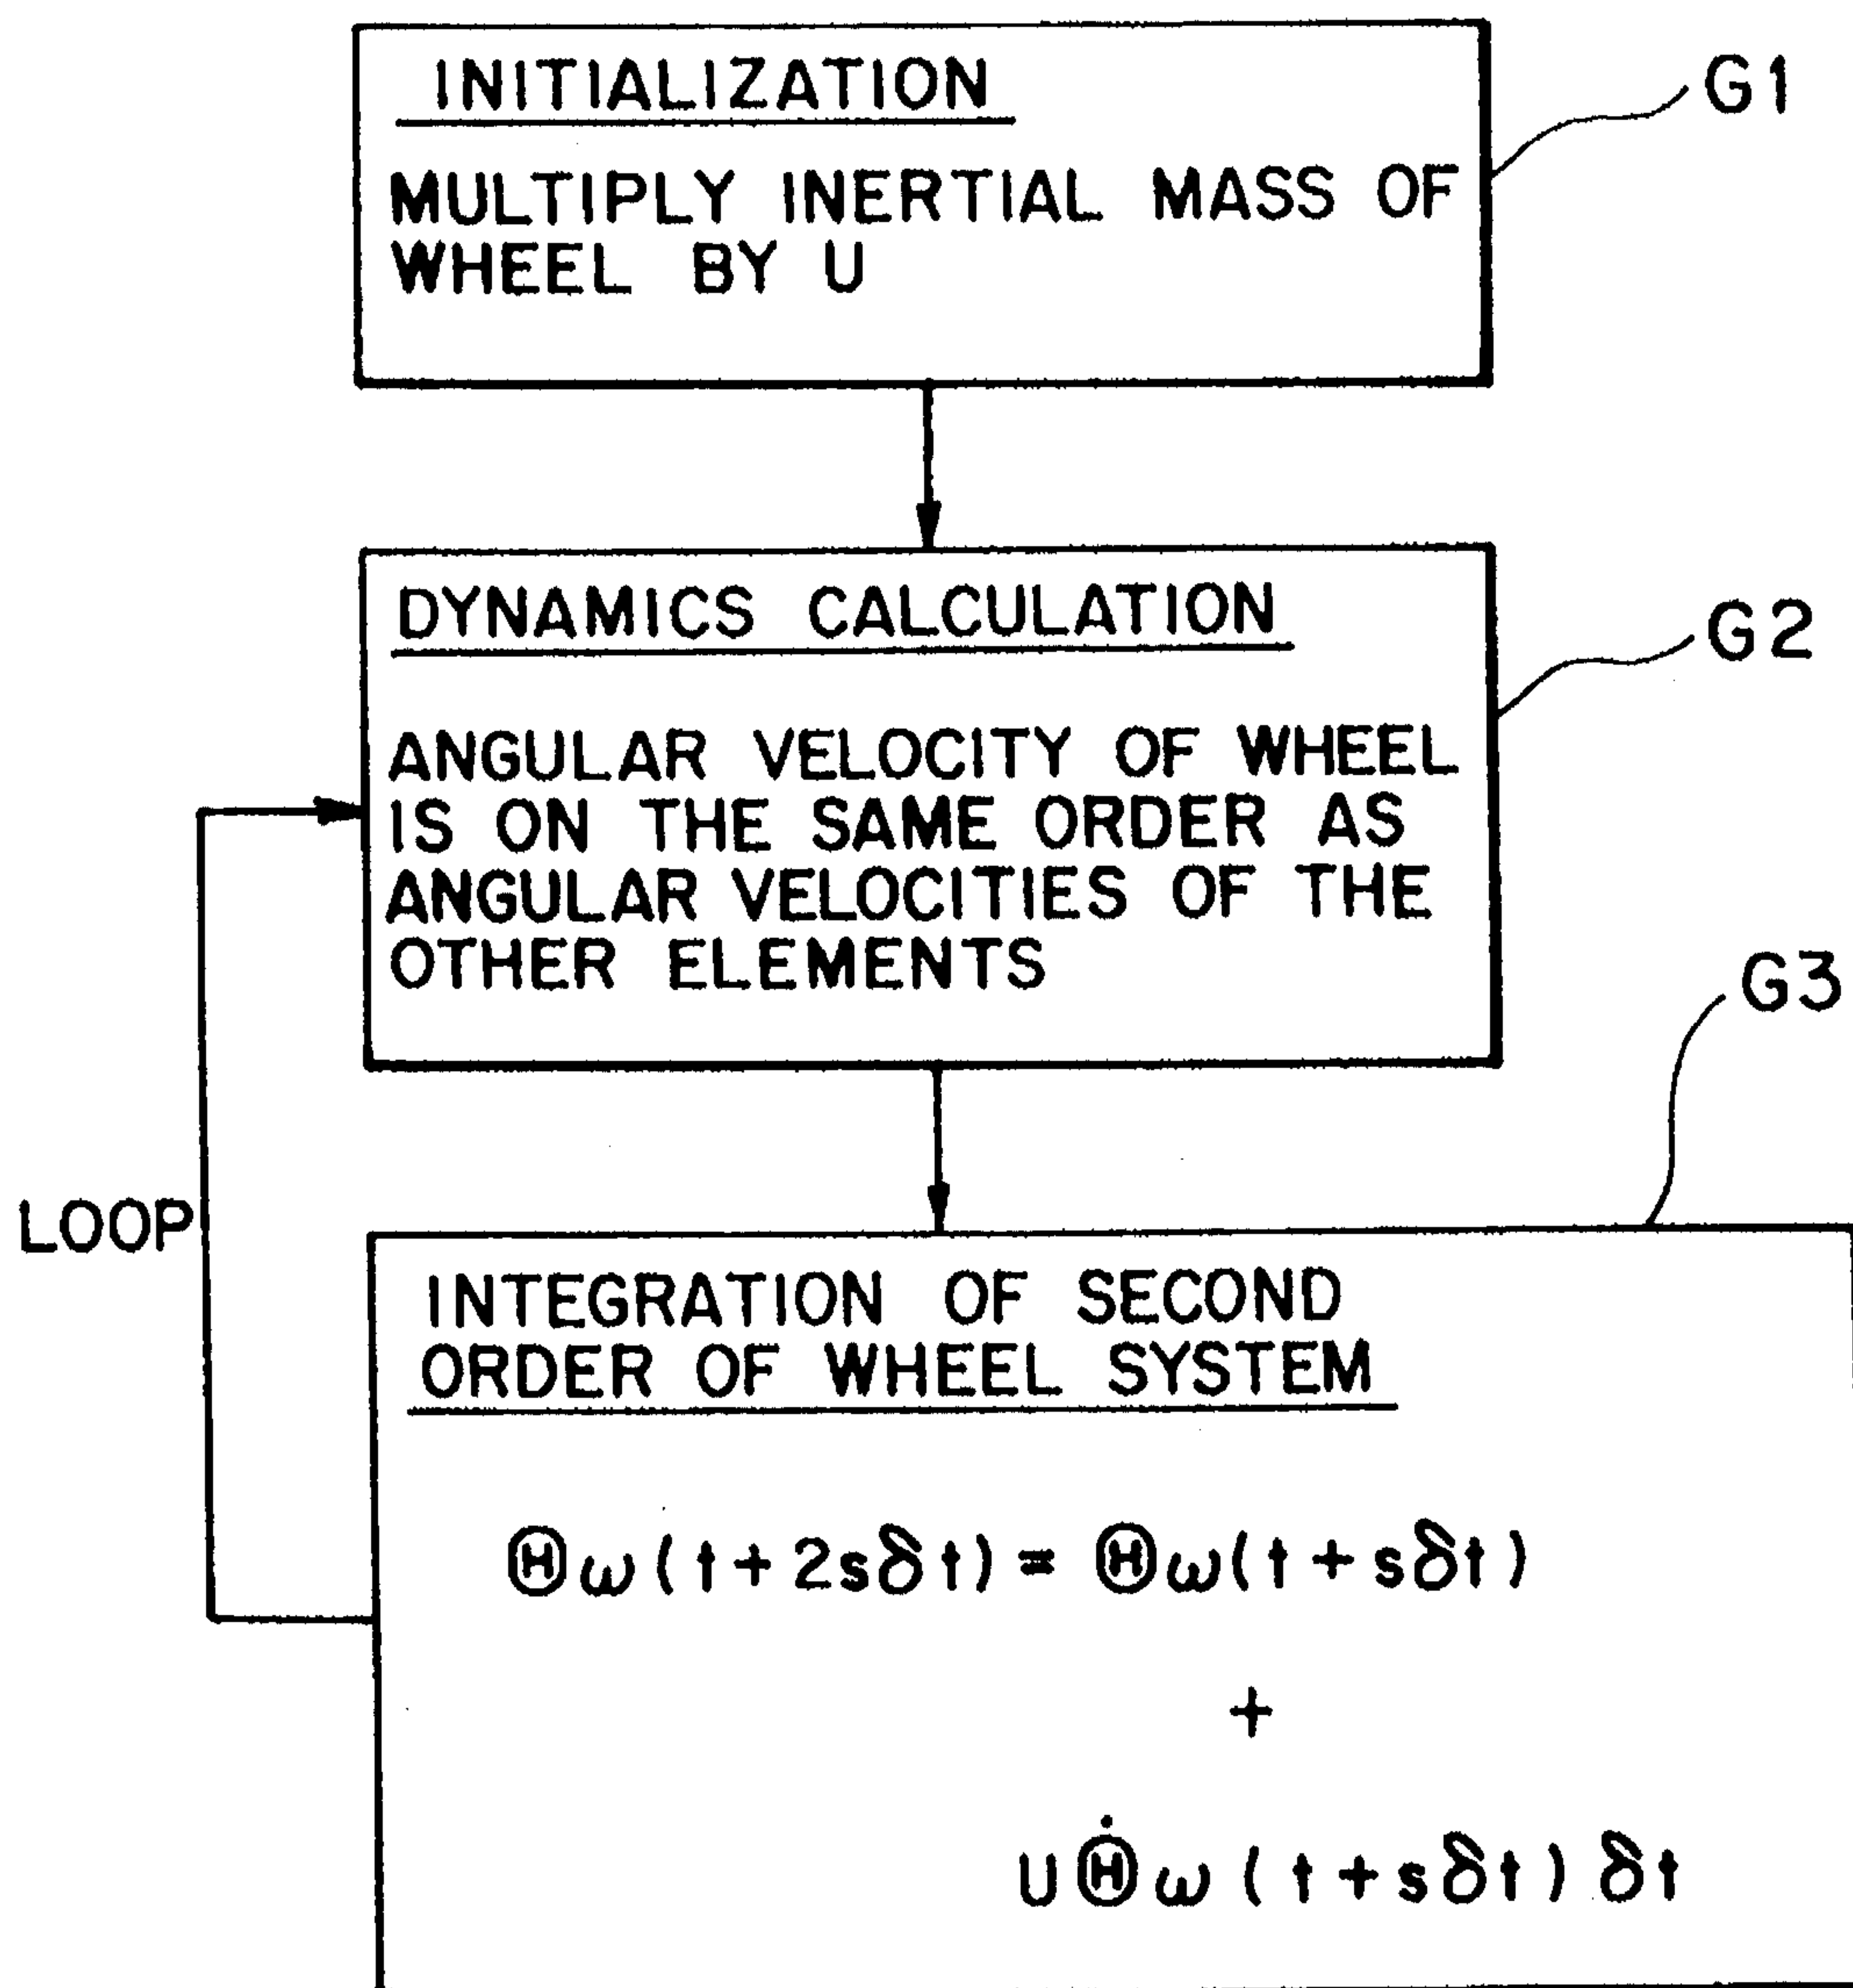 INITIALIZATION
G1
MULTIPLY INERTIAL MASS OF
WHEEL BY U
DYNAMICS CALCULATION
G2
ANGULAR VELOCITY OF WHEEL
IS ON THE SAME ORDER AS
ANGULAR VELOCITIES OF THE
OTHER ELEMENTS
G3
LOOP
INTEGRATION OF SECOND
ORDER OF WHEEL SYSTEM
Θω(t+2sδt)= Θω(t+sδt)
+
UΘ̇ω(t+sδt)δt